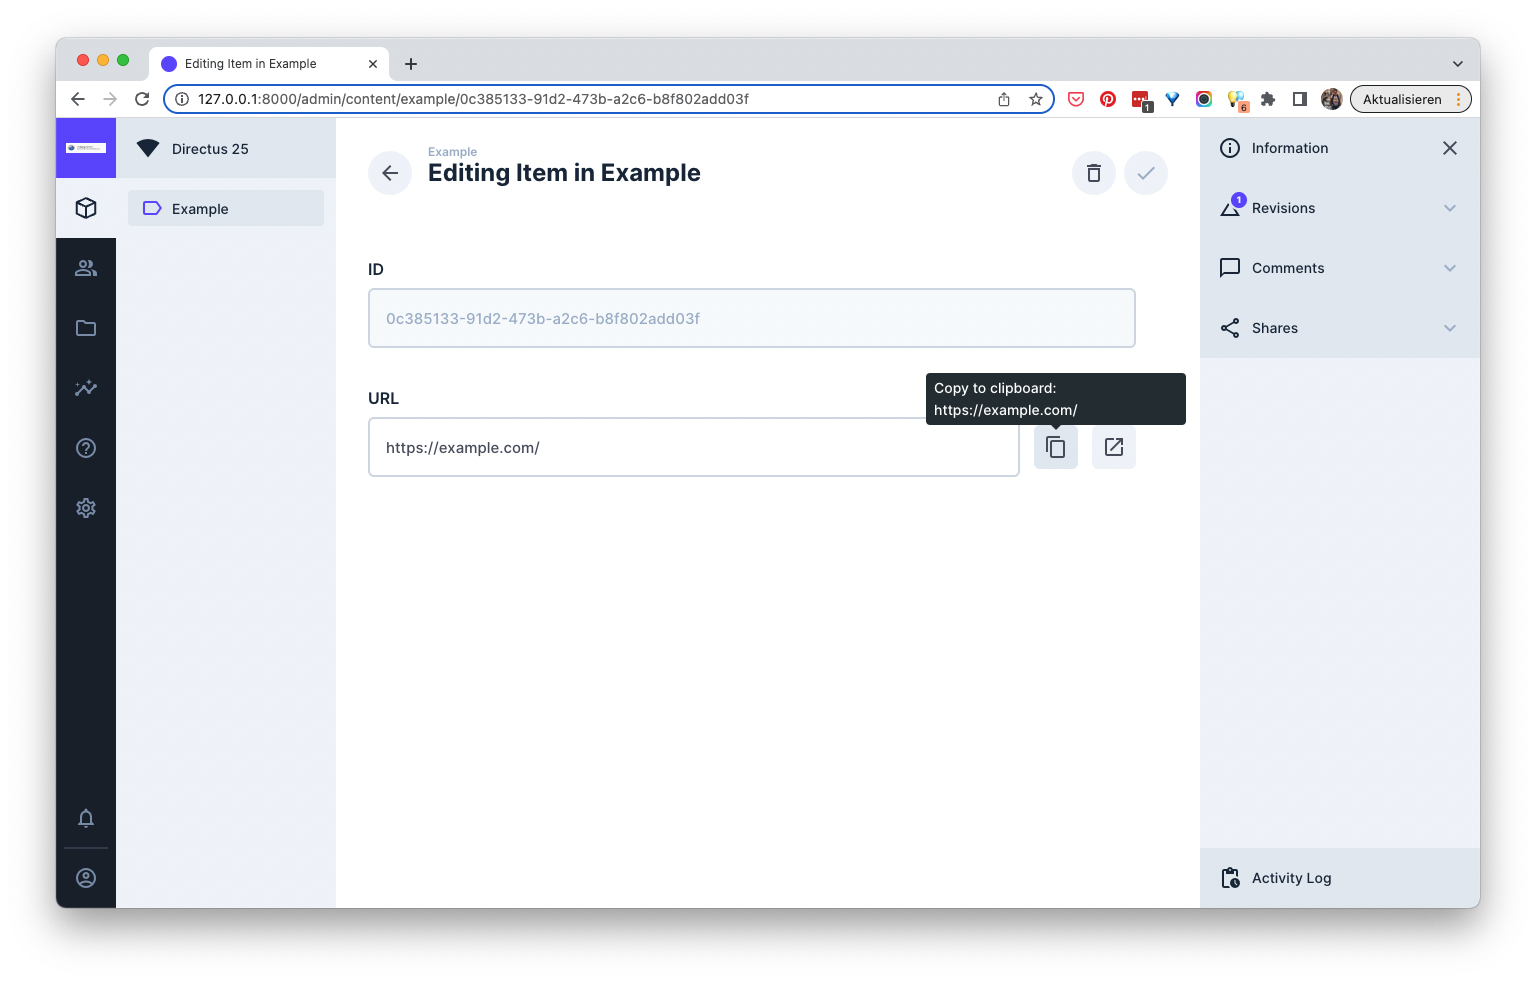 Editing Item in Example
127.0.0.1:8000/admin/content/example/0c385133-91d2-473b-a2c6-b8f802add03f
1
6
Aktualisieren
Directus 25
Example
Example
Editing Item in Example
ID
0c385133-91d2-473b-a2c6-b8f802add03f
URL
Copy to clipboard:
https://example.com/
https://example.com/
Information
1
Revisions
Comments
Shares
Activity Log